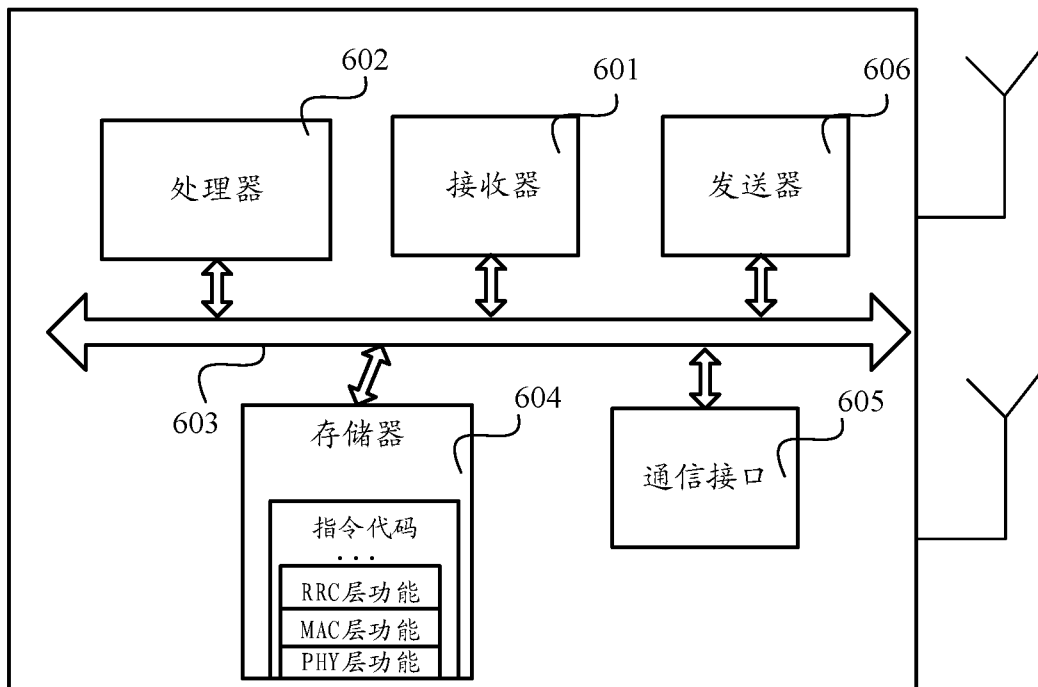 602
601
606
处理器
接收器
发送器
603
604
605
存储器
通信接口
指令代码
...
RRC层功能
MAC层功能
PHY层功能